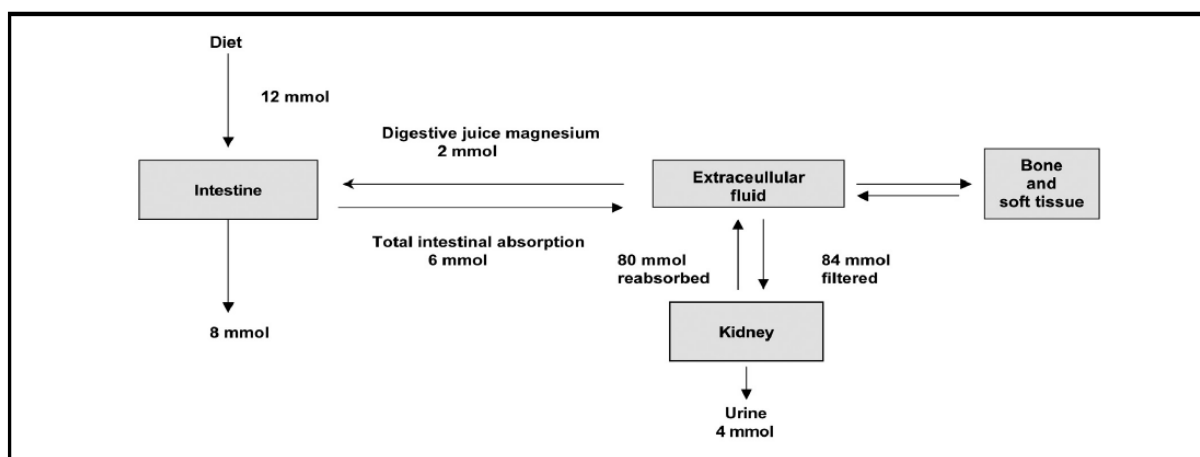 Diet
12 mmol
Digestive juice magnesium
2 mmol
Intestine
Extraceullular
fluid
Bone
and
soft tissue
Total intestinal absorption
6 mmol
80 mmol
reabsorbed
84 mmol
filtered
8 mmol
Kidney
Urine
4 mmol